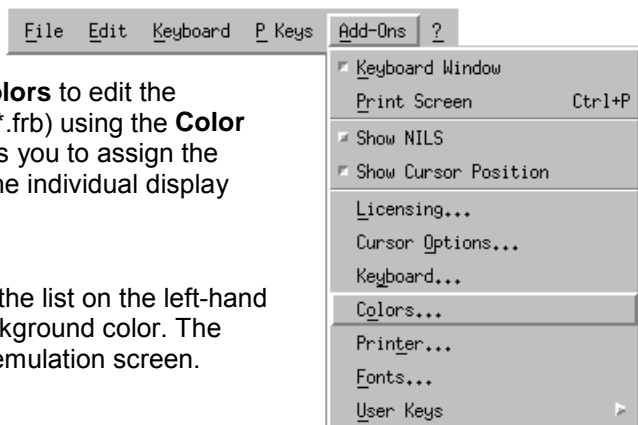 File Edit Keyboard P Keys Add-Ons ?
Keyboard Window
Print Screen Ctrl+P
Show NILS
Show Cursor Position
Licensing...
Cursor Options...
Keyboard...
Colors...
Printer...
Fonts...
User Keys
lors to edit the
*.frb) using the Color
s you to assign the
ne individual display
the list on the left-hand
kground color. The
emulation screen.